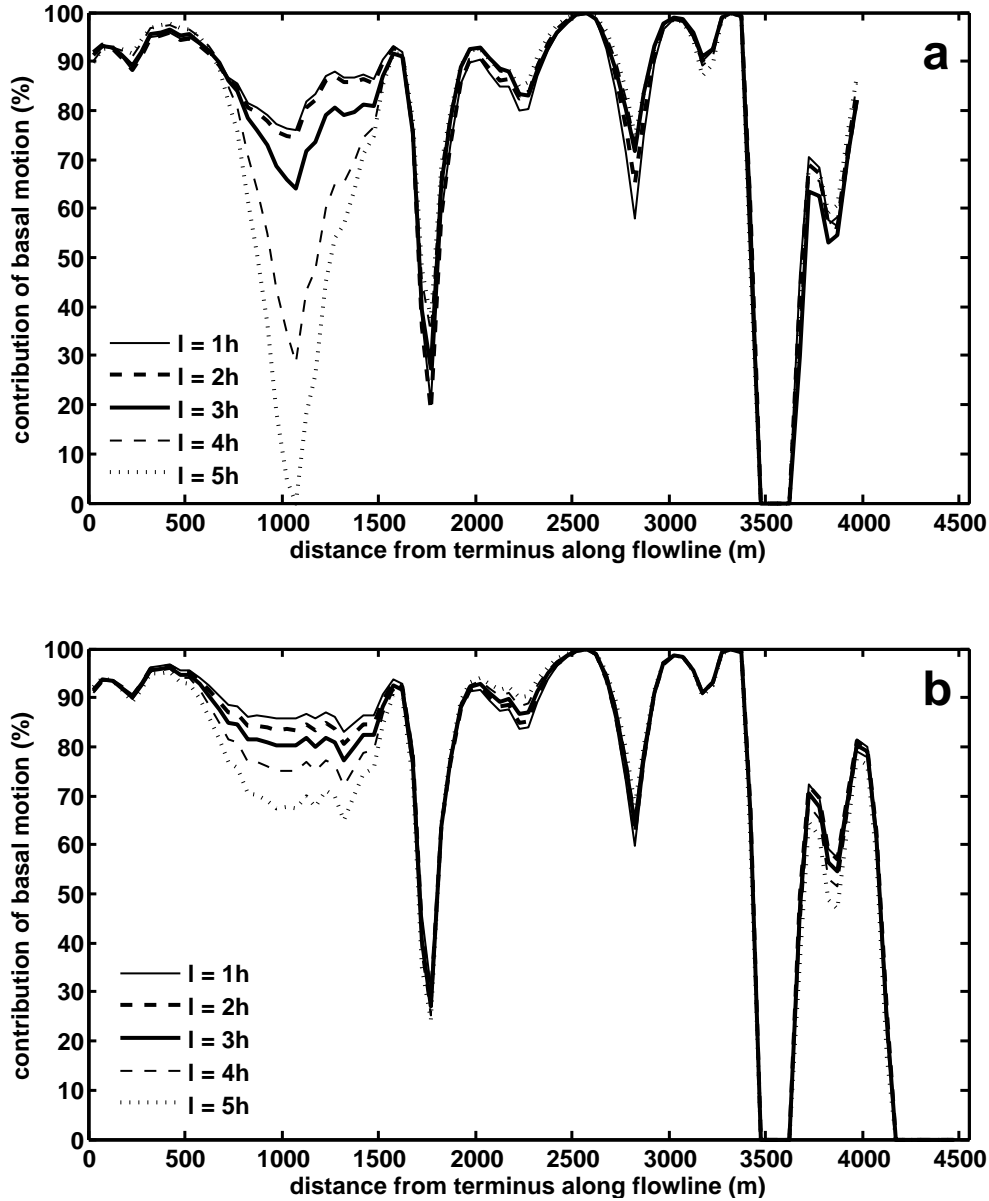 a
contribution of basal motion (%)
100
90
80
70
60
50
40
30
20
10
0
l = 1h
l = 2h
l = 3h
l = 4h
l = 5h
0 500 1000 1500 2000 2500 3000 3500 4000 4500
distance from terminus along flowline (m)
b
contribution of basal motion (%)
100
90
80
70
60
50
40
30
20
10
0
l = 1h
l = 2h
l = 3h
l = 4h
l = 5h
0 500 1000 1500 2000 2500 3000 3500 4000 4500
distance from terminus along flowline (m)